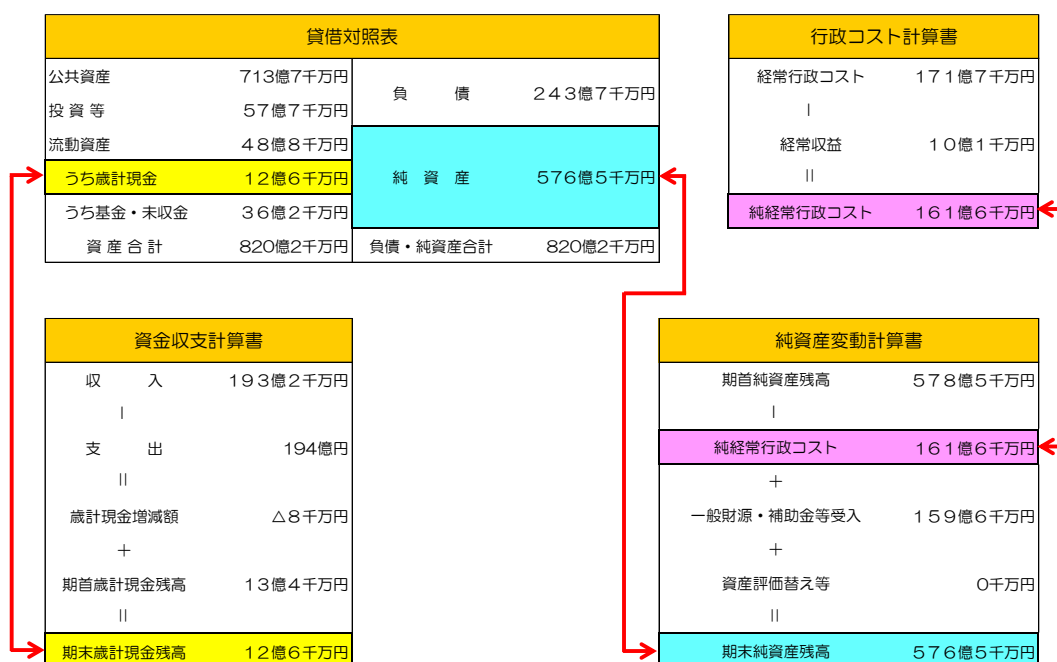 貸借対照表
公共資産 713億7千万円
投資等 57億7千万円
流動資産 48億8千万円
うち歳計現金 12億6千万円
うち基金・未収金 36億2千万円
資産合計 820億2千万円
負債 243億7千万円
純資産 576億5千万円
負債・純資産合計 820億2千万円
行政コスト計算書
経常行政コスト 171億7千万円
－
経常収益 10億1千万円
＝
純経常行政コスト 161億6千万円
資金収支計算書
収入 193億2千万円
－
支出 194億円
＝
歳計現金増減額 △8千万円
＋
期首歳計現金残高 13億4千万円
＝
期末歳計現金残高 12億6千万円
純資産変動計算書
期首純資産残高 578億5千万円
－
純経常行政コスト 161億6千万円
＋
一般財源・補助金等受入 159億6千万円
＋
資産評価替え等 0千万円
＝
期末純資産残高 576億5千万円